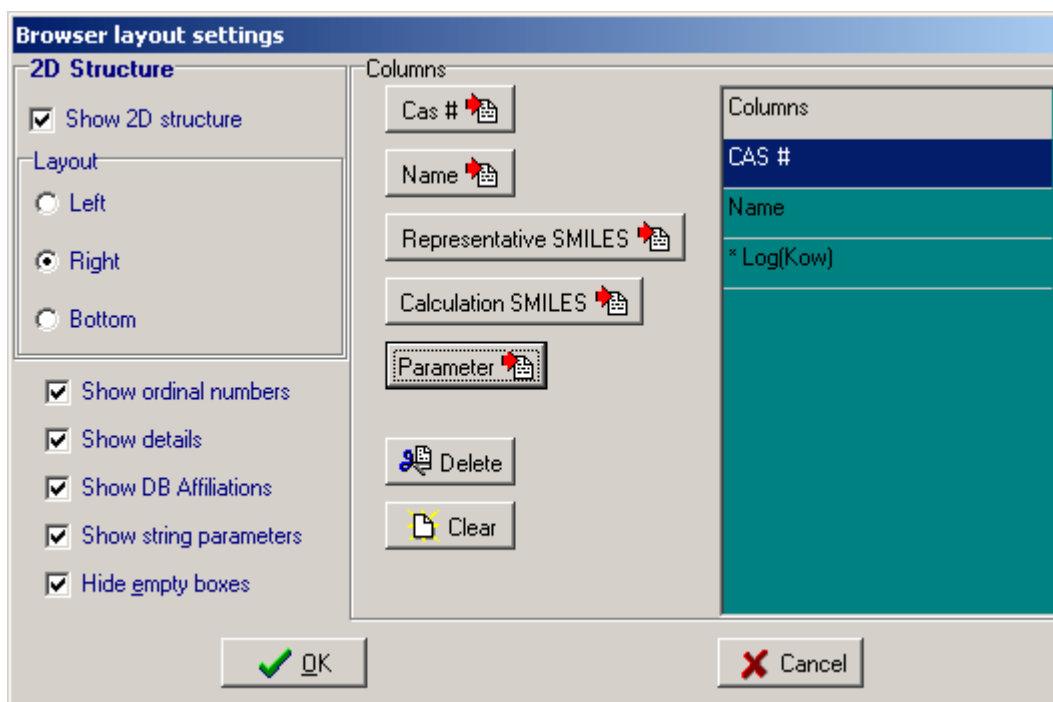 Browser layout settings
2D Structure
Show 2D structure
Layout
Left
Right
Bottom
Show ordinal numbers
Show details
Show DB Affiliations
Show string parameters
Hide empty boxes
Columns
Cas #
Name
Representative SMILES
Calculation SMILES
Parameter
Delete
Clear
Columns
CAS #
Name
* Log(Kow)
OK
Cancel